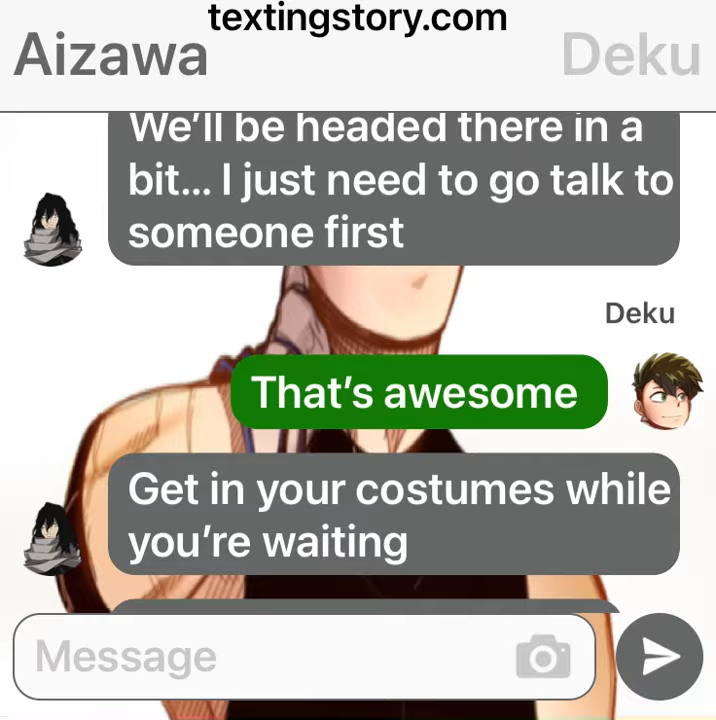 textingstory.com
Aizawa
Deku
We’ll be headed there in a
bit... I just need to go talk to
someone first
Deku
That’s awesome
Get in your costumes while
you’re waiting
Message